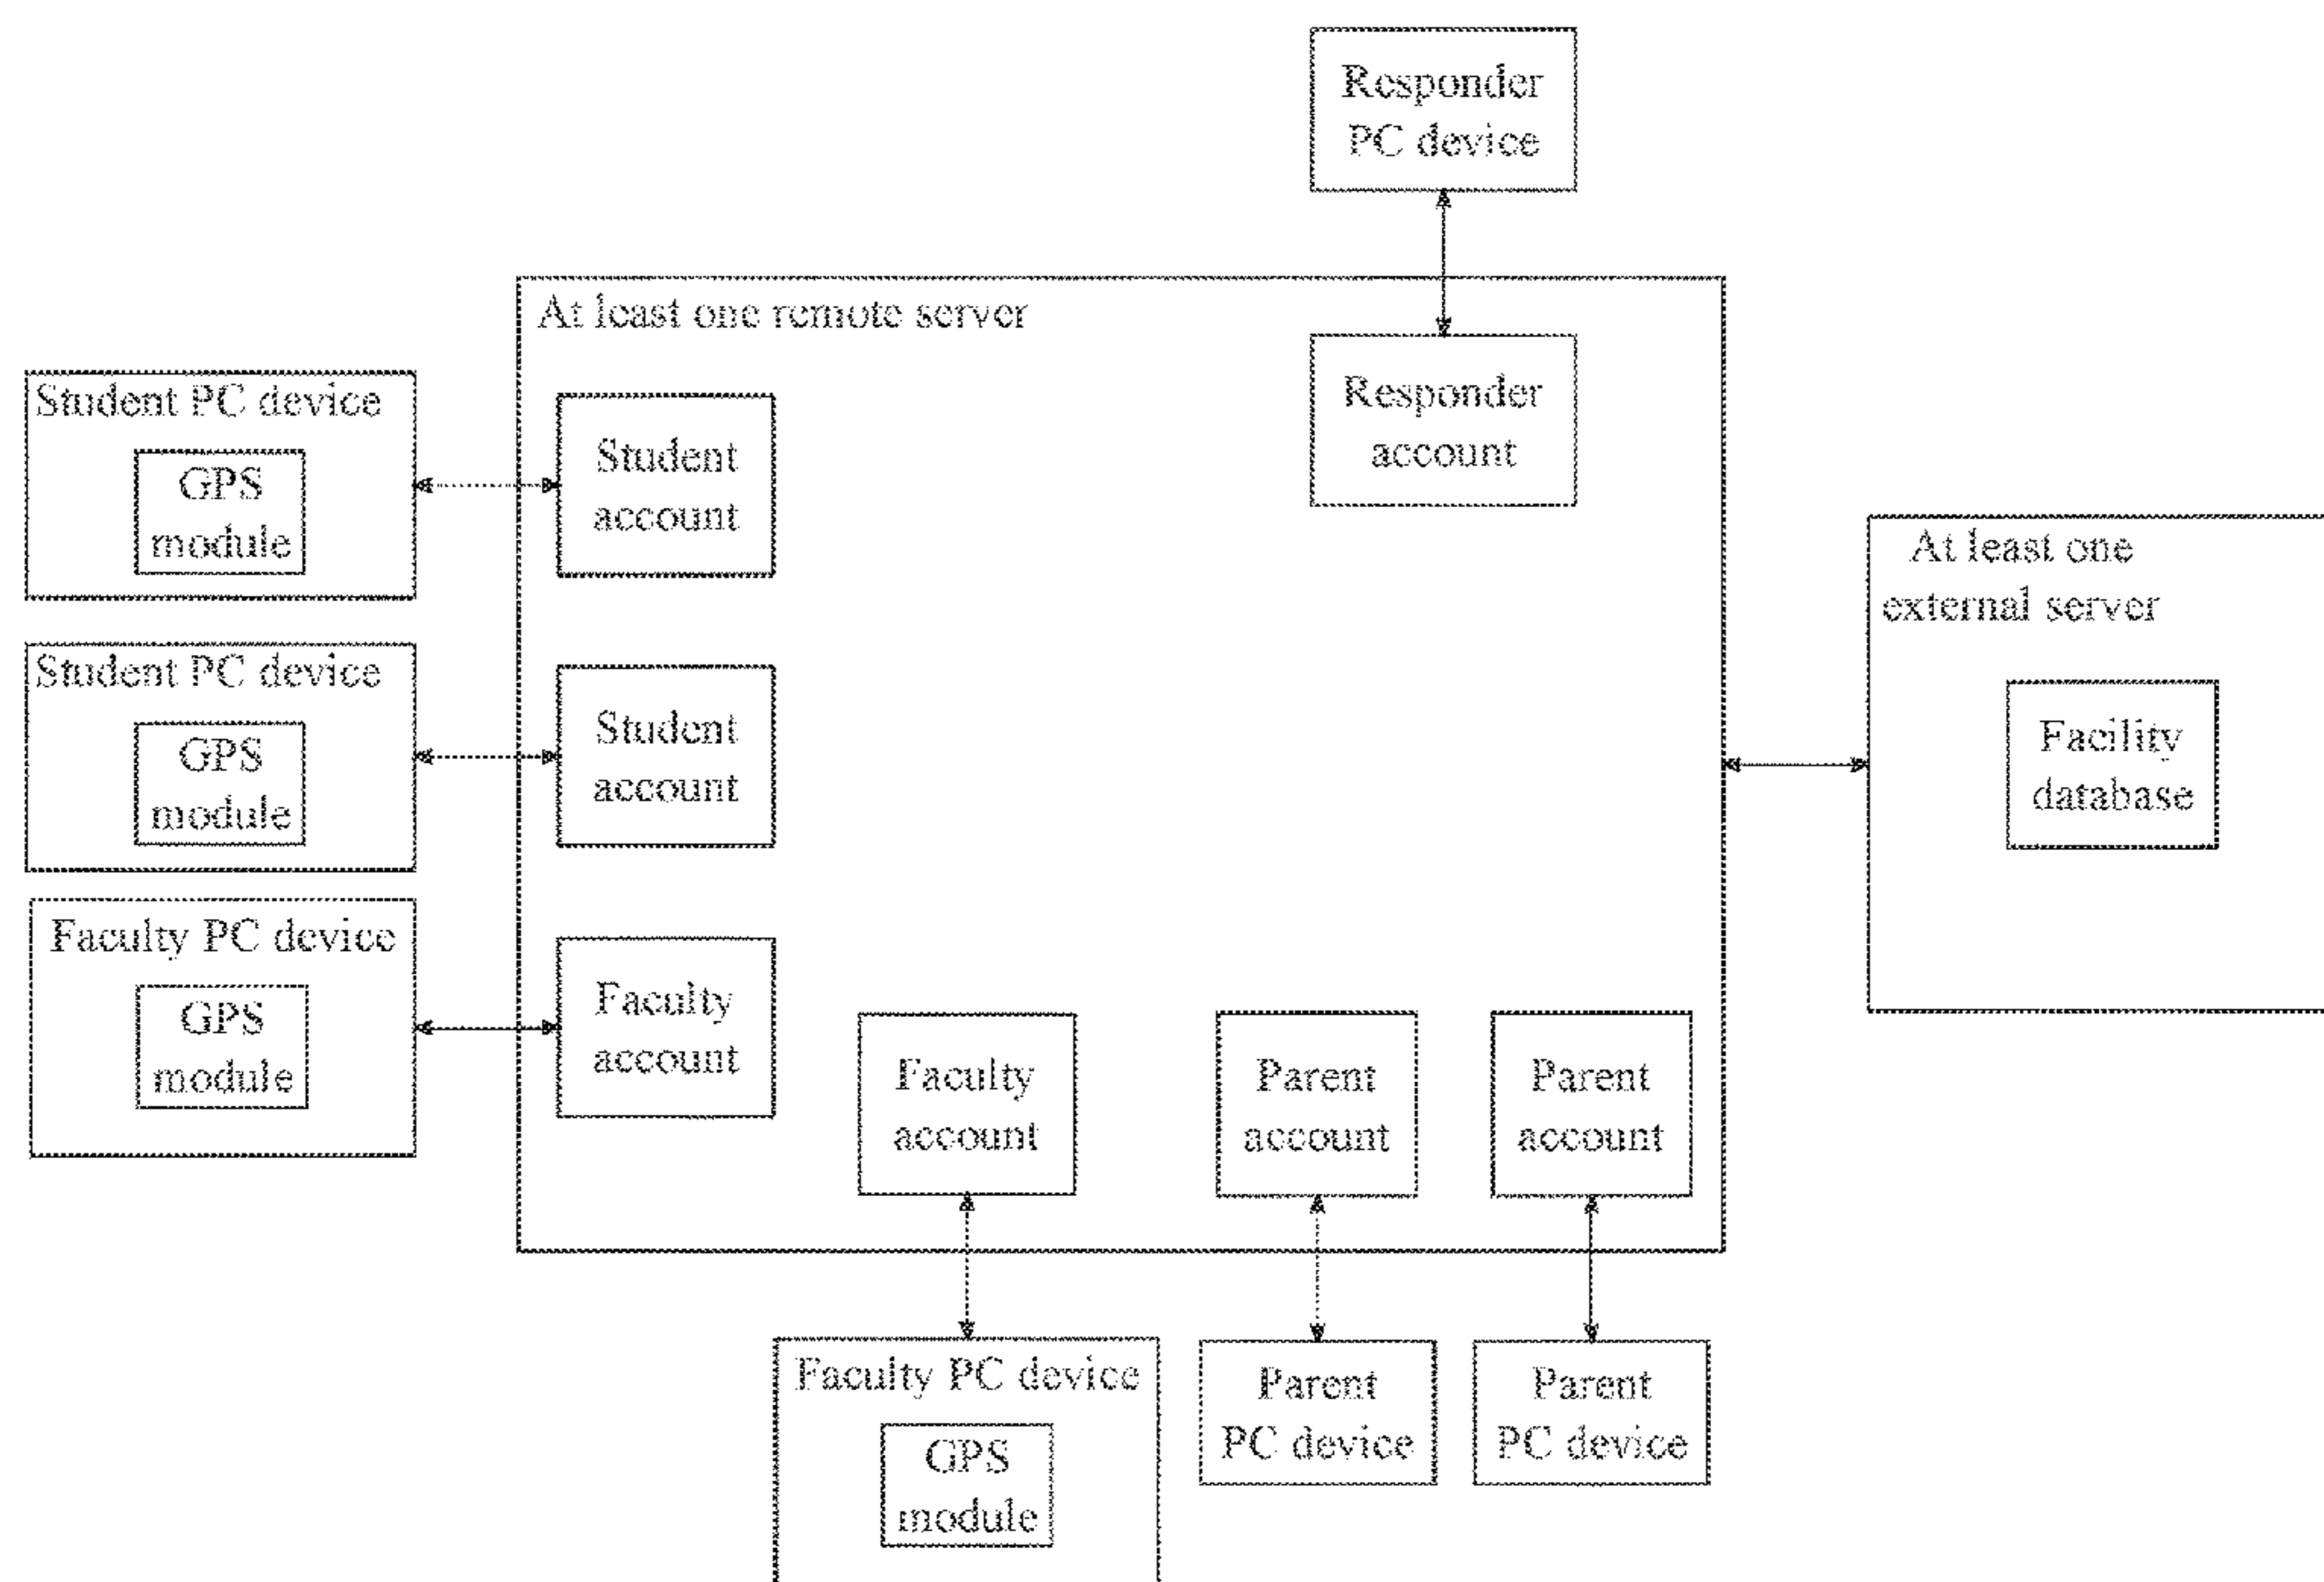 Responder
PC device
At least one remote server
Responder
account
Student PC device
GPS
module
Student
account
At least one
external server
Facility
database
Student PC device
GPS
module
Student
account
Faculty PC device
GPS
module
Faculty
account
Faculty
account
Parent
account
Parent
account
Faculty PC device
GPS
module
Parent
PC device
Parent
PC device